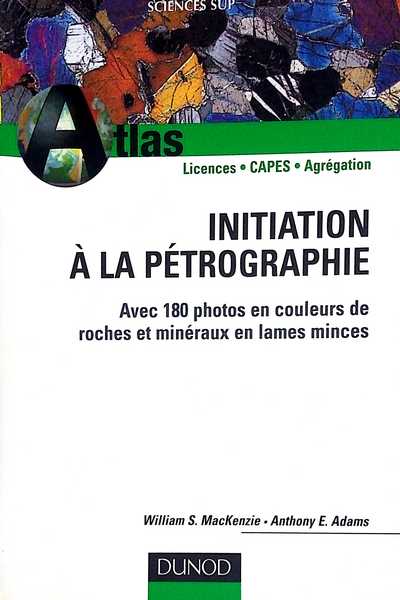 SCIENCES SUP
Atlas
Licences • CAPES • Agrégation
INITIATION
À LA PÉTROGRAPHIE
Avec 180 photos en couleurs de
roches et minéraux en lames minces
William S. MacKenzie • Anthony E. Adams
DUNOD